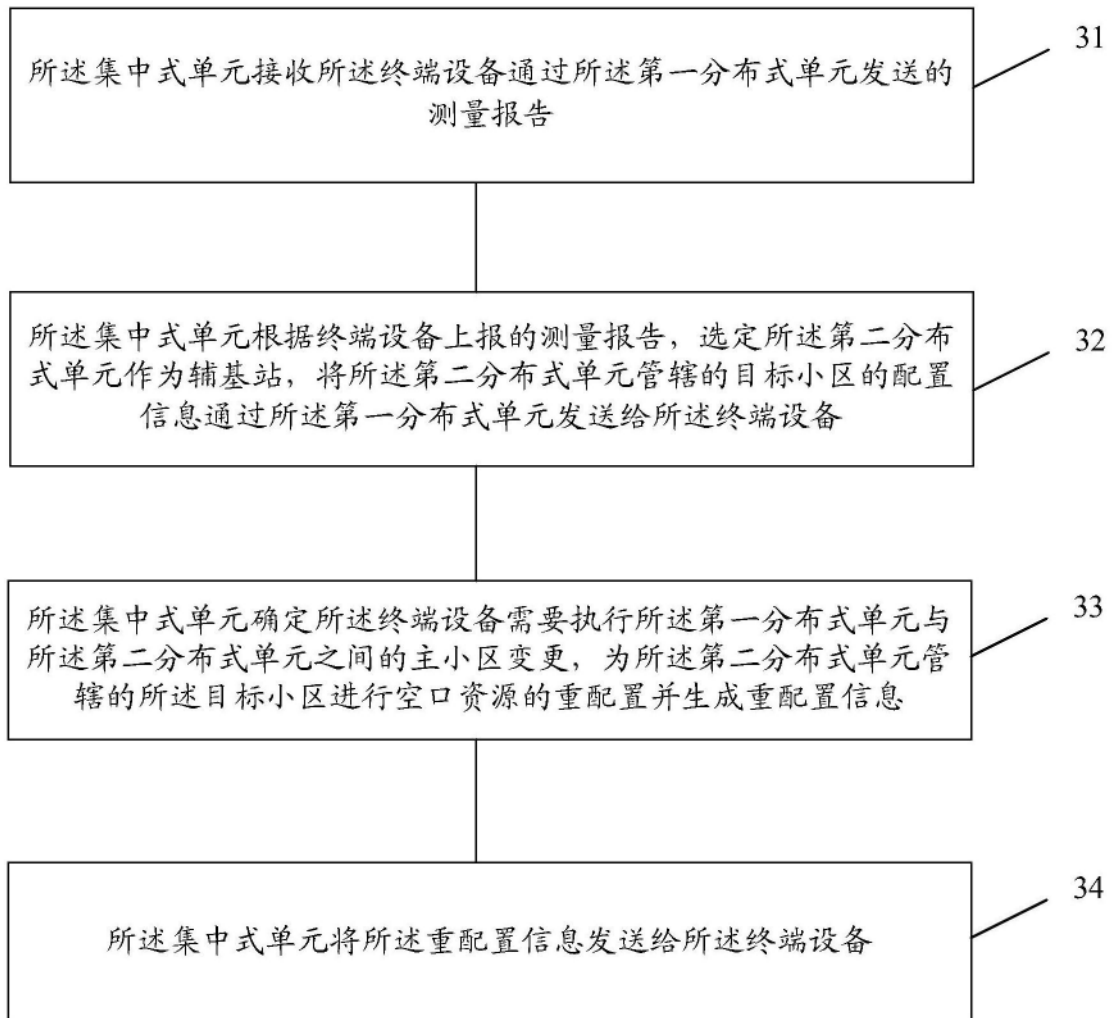 31
所述集中式单元接收所述终端设备通过所述第一分布式单元发送的
测量报告
32
所述集中式单元根据终端设备上报的测量报告，选定所述第二分布
式单元作为辅基站，将所述第二分布式单元管辖的目标小区的配置
信息通过所述第一分布式单元发送给所述终端设备
33
所述集中式单元确定所述终端设备需要执行所述第一分布式单元与
所述第二分布式单元之间的主小区变更，为所述第二分布式单元管
辖的所述目标小区进行空口资源的重配置并生成重配置信息
34
所述集中式单元将所述重配置信息发送给所述终端设备